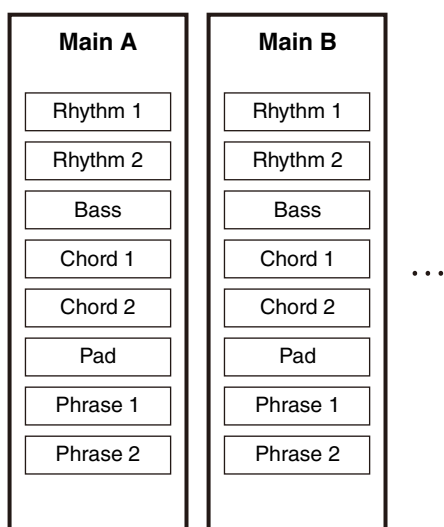 Main A
Rhythm 1
Rhythm 2
Bass
Chord 1
Chord 2
Pad
Phrase 1
Phrase 2
Main B
Rhythm 1
Rhythm 2
Bass
Chord 1
Chord 2
Pad
Phrase 1
Phrase 2
...